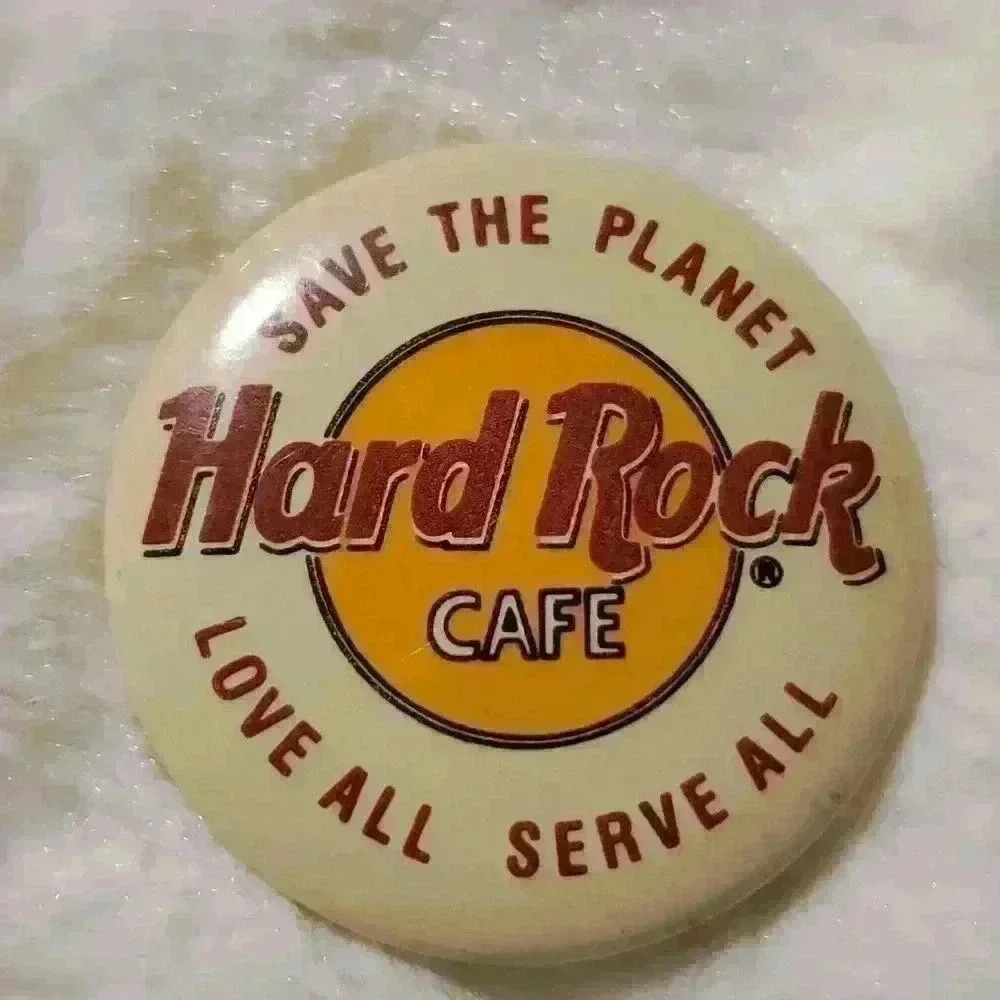 SAVE THE PLANET
Hard Rock
CAFE
®
LOVE ALL SERVE ALL